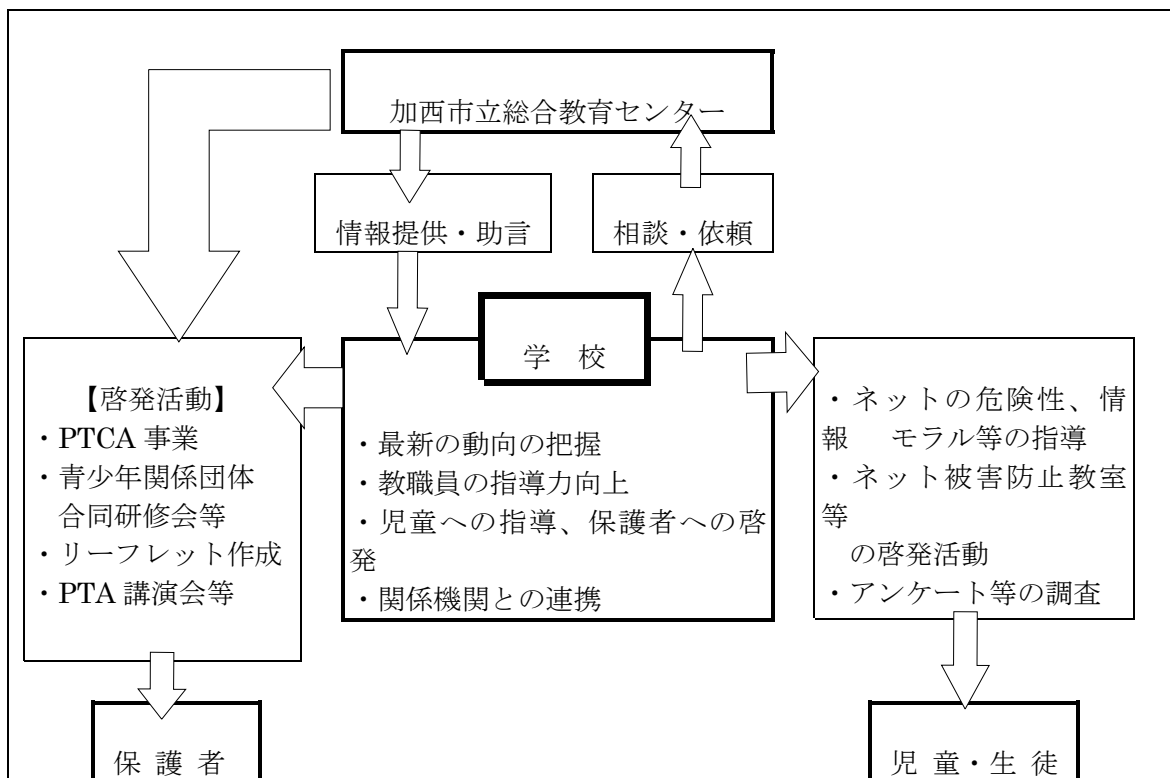 加西市立総合教育センター
情報提供・助言
相談・依頼
学 校
【啓発活動】
・PTCA 事業
・青少年関係団体
合同研修会等
・リーフレット作成
・PTA 講演会等
・最新の動向の把握
・教職員の指導力向上
・児童への指導、保護者への啓
発
・関係機関との連携
・ネットの危険性、情
報 モラル等の指導
・ネット被害防止教室
等
の啓発活動
・アンケート等の調査
保 護 者
児 童・生 徒